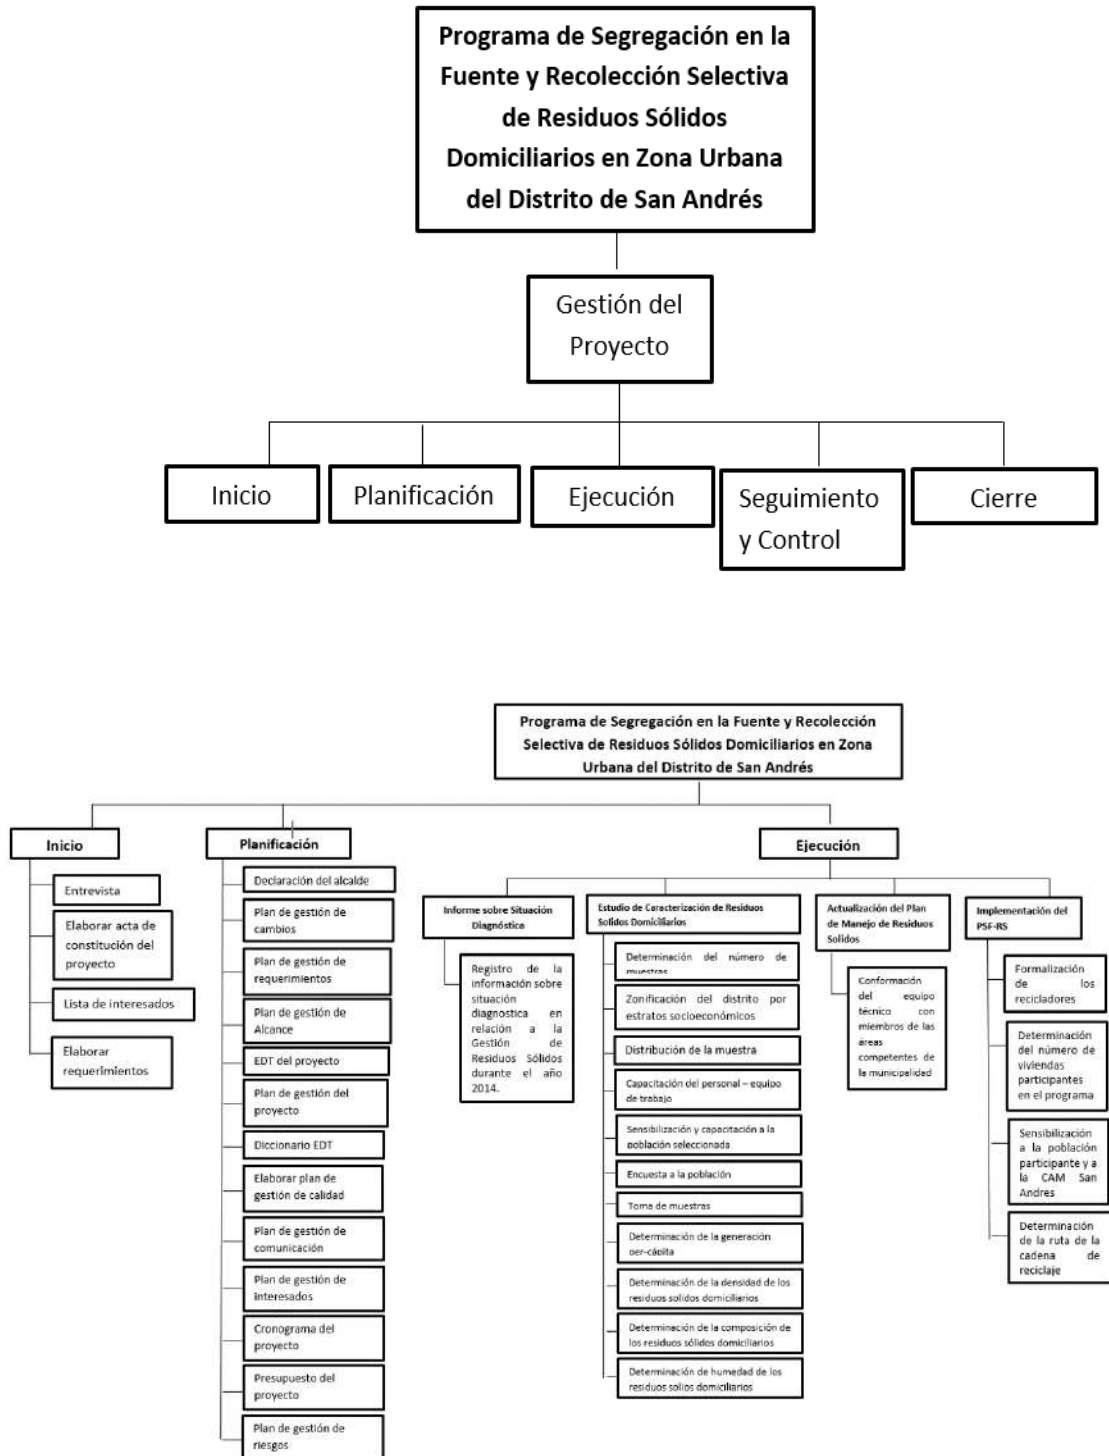 Programa de Segregación en la
Fuente y Recolección Selectiva
de Residuos Sólidos
Domiciliarios en Zona Urbana
del Distrito de San Andrés
Gestión del
Proyecto
Inicio
Planificación
Ejecución
Seguimiento
y Control
Cierre
Programa de Segregación en la Fuente y Recolección
Selectiva de Residuos Sólidos Domiciliarios en Zona
Urbana del Distrito de San Andrés
Inicio
Entrevista
Elaborar acta de
constitución del
proyecto
Lista de interesados
Elaborar
requerimientos
Planificación
Declaración del alcalde
Plan de gestión de
cambios
Plan de gestión de
requerimientos
Plan de gestión de
Alcance
EDT del proyecto
Plan de gestión del
proyecto
Diccionario EDT
Elaborar plan de
gestión de calidad
Plan de gestión de
comunicación
Plan de gestión de
interesados
Cronograma del
proyecto
Presupuesto del
proyecto
Plan de gestión de
riesgos
Ejecución
Informe sobre Situación
Diagnóstica
Registro de la
información sobre
situación
diagnostica en
relación a la
Gestión de
Residuos Sólidos
durante el año
2014.
Estudio de Caracterización de Residuos
Solidos Domiciliarios
Determinación del número de
muestras
Zonificación del distrito por
estratos socioeconómicos
Distribución de la muestra
Capacitación del personal – equipo
de trabajo
Sensibilización y capacitación a la
población seleccionada
Encuesta a la población
Toma de muestras
Determinación de la generación
per-cápita
Determinación de la densidad de los
residuos solidos domiciliarios
Determinación de la composición de
los residuos sólidos domiciliarios
Determinación de humedad de los
residuos solios domiciliarios
Actualización del Plan
de Manejo de Residuos
Solidos
Conformación
del equipo
técnico con
miembros de las
áreas
competentes de
la municipalidad
Implementación del
PSF-RS
Formalización
de los
recicladores
Determinación
del número de
viviendas
participantes
en el programa
Sensibilización
a la población
participante y a
la CAM San
Andres
Determinación
de la ruta de la
cadena de
reciclaje